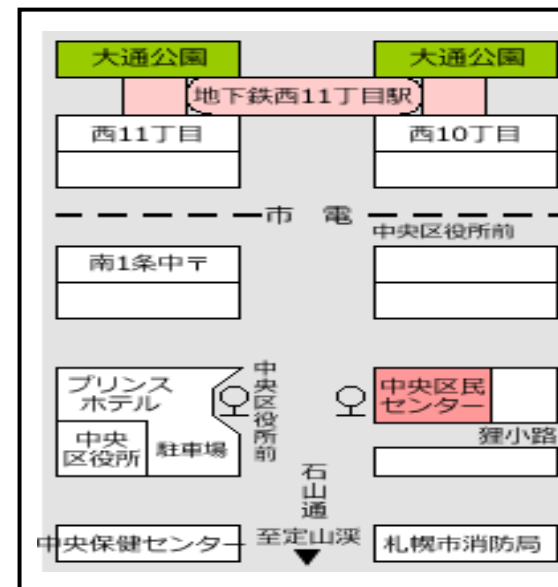 大通公園
大通公園
地下鉄西11丁目駅
西11丁目
西10丁目
市 電
中央区役所前
南1条中〒
プリンス
ホテル
中央区役所前
中央区民
センター
中央
区役所
駐車場
狸小路
石山通
中央保健センター
至定山渓
札幌市消防局